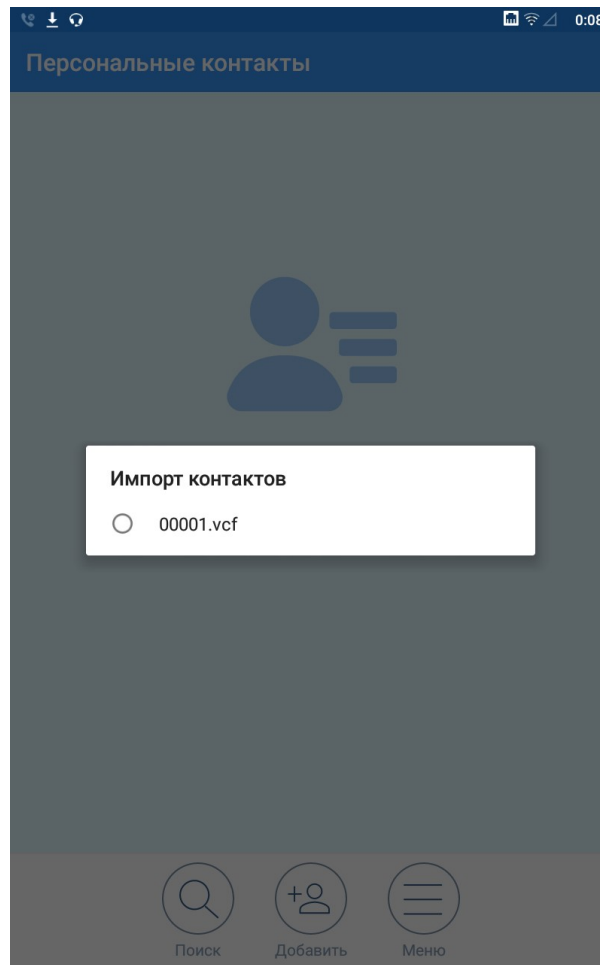 0:08
Персональные контакты
Импорт контактов
00001.vcf
Поиск Добавить Меню